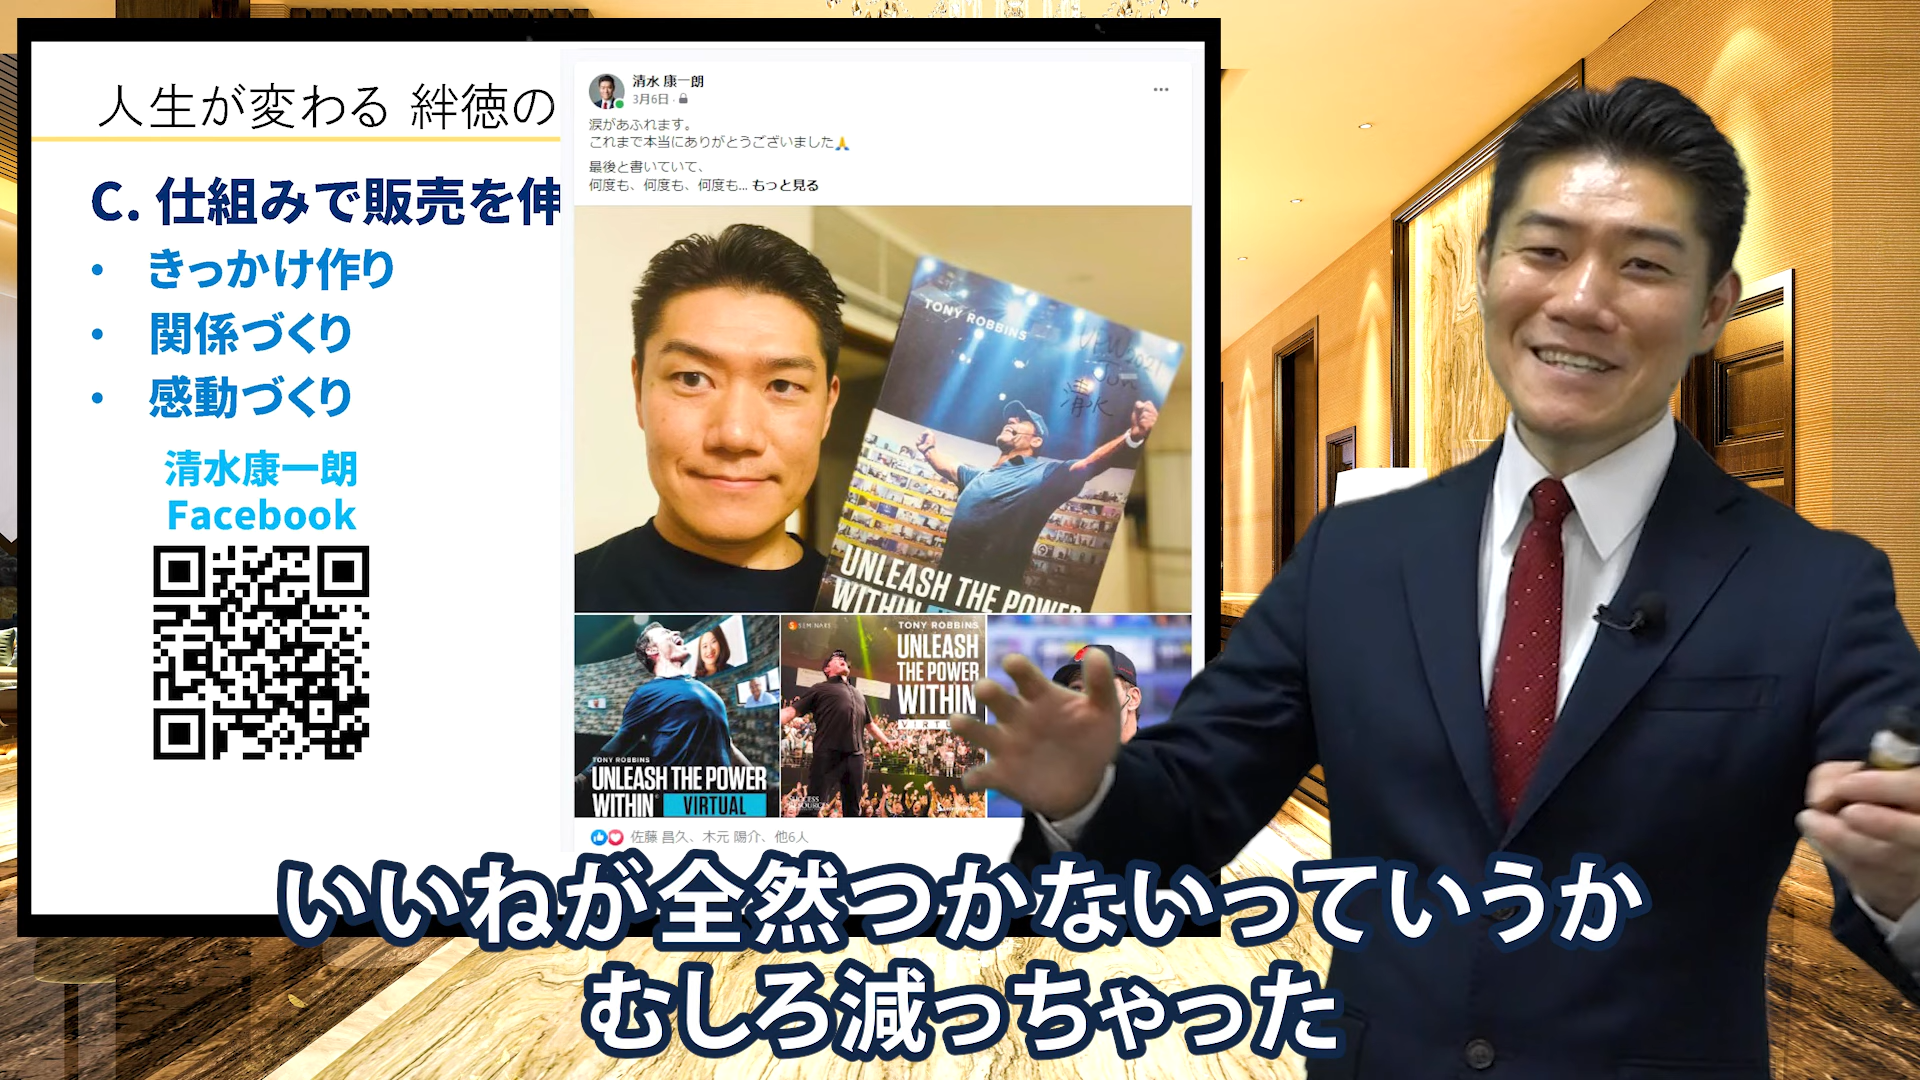 人生が変わる 絆徳の
C. 仕組みで販売を伸
• きっかけ作り
• 関係づくり
• 感動づくり
清水康一朗
Facebook
清水 康一朗
3月6日
涙があふれます。
これまで本当にありがとうございました🙏
最後と書いていて、
何度も、何度も、何度も... もっと見る
TONY ROBBINS
清水
UNLEASH THE POWER
WITHIN
TONY ROBBINS
UNLEASH THE POWER
WITHIN VIRTUAL
SEMINARS
TONY ROBBINS
UNLEASH
THE POWER
WITHIN
佐藤 昌久、木元 陽介、他6人
いいねが全然つかないっていうか
むしろ減っちゃった